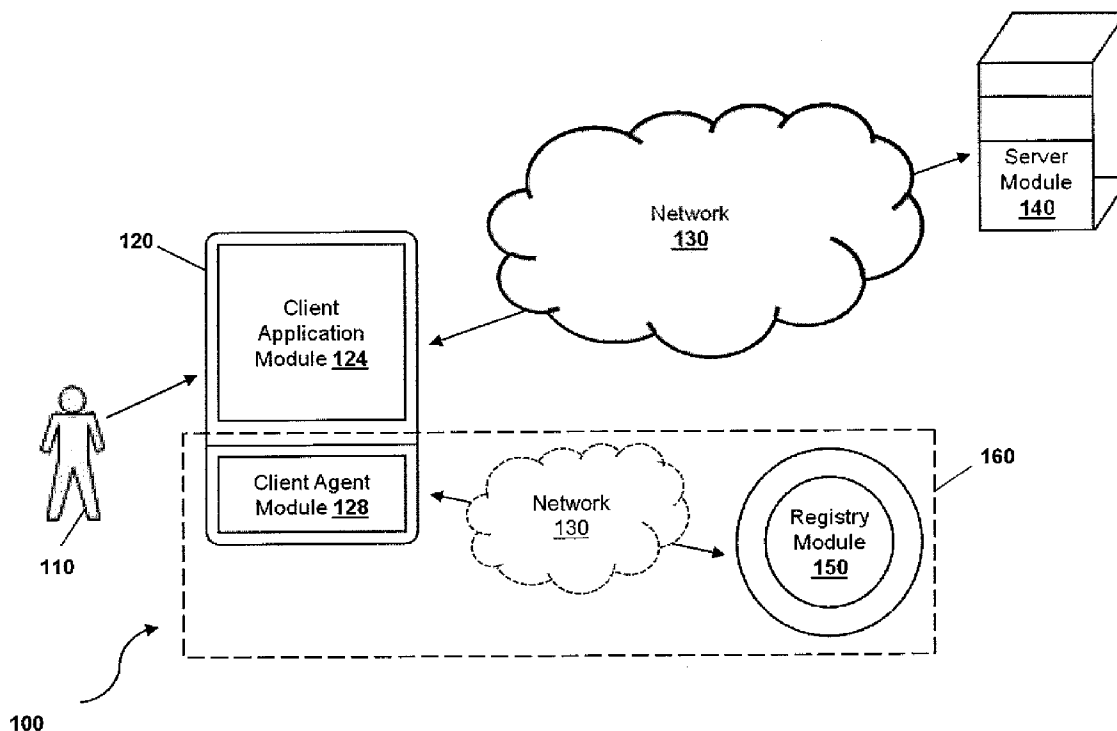 Server
Module
140
Network
130
120
Client
Application
Module 124
160
Client Agent
Module 128
Network
130
Registry
Module
150
110
100